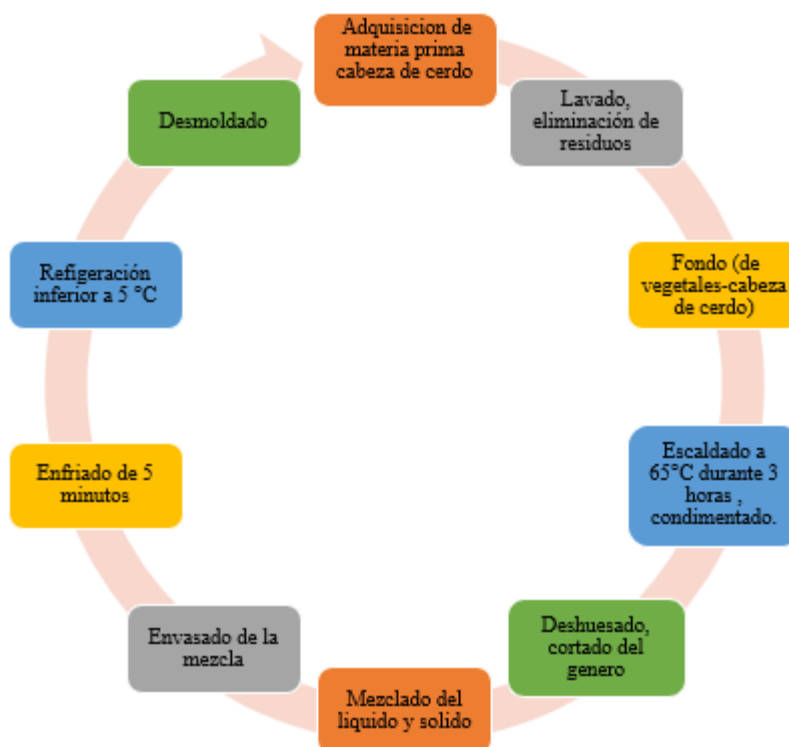 Adquisicion de
materia prima
cabeza de cerdo
Lavado,
eliminación de
residuos
Fondo (de
vegetales-cabeza
de cerdo)
Escaldado a
65°C durante 3
horas ,
condimentado.
Deshuesado,
cortado del
genero
Mezclado del
liquido y solido
Envasado de la
mezcla
Enfriado de 5
minutos
Refigeración
inferior a 5 °C
Desmoldado